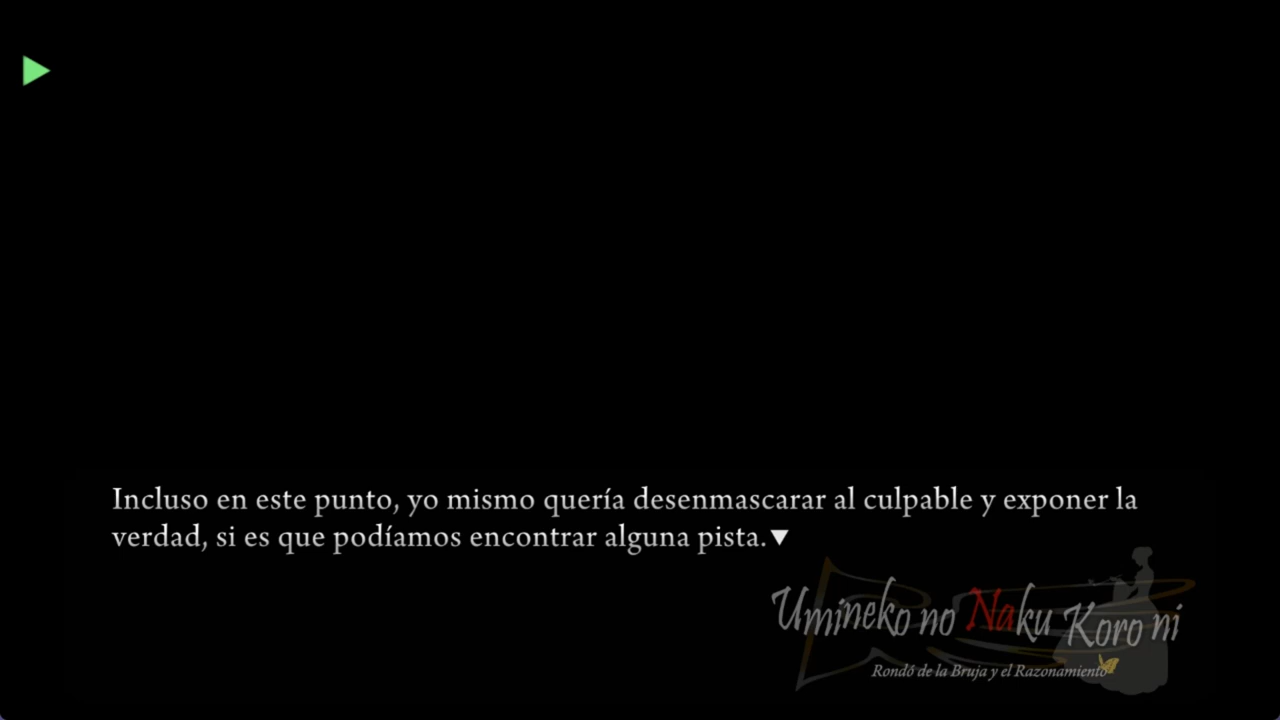 Incluso en este punto, yo mismo quería desenmascarar al culpable y exponer la
verdad, si es que podíamos encontrar alguna pista.
Umineko no Naku Koro ni
Rondó de la Bruja y el Razonamiento